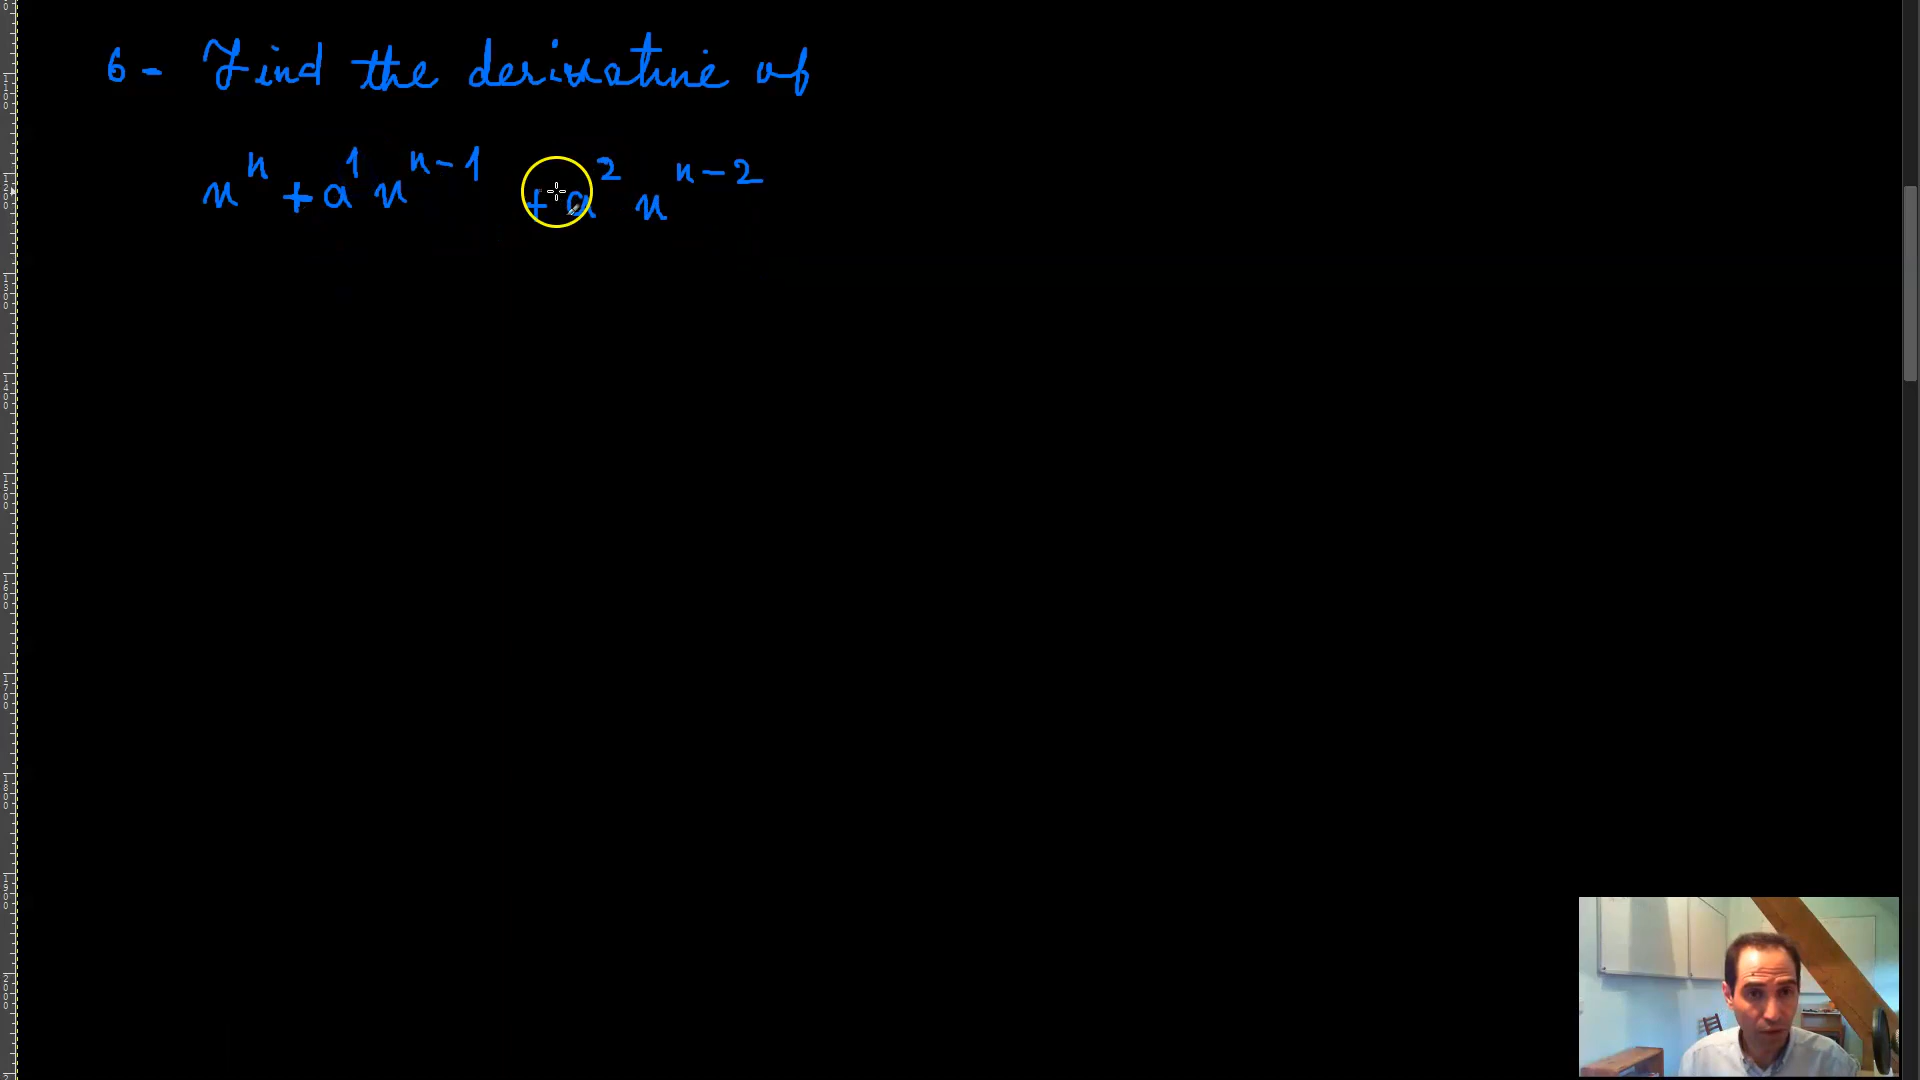 6- Find the derivative of
x^n + a^1 x^{n-1} + a^2 x^{n-2}